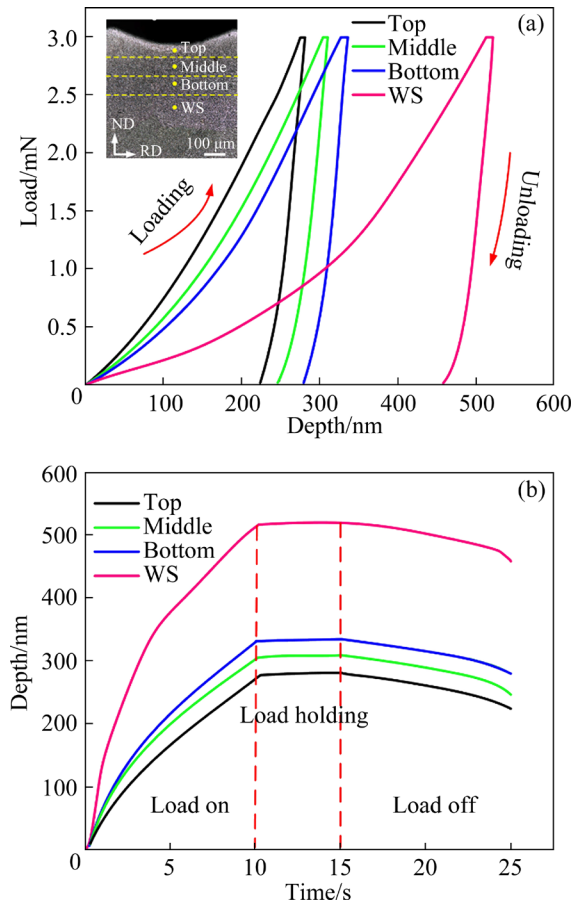 (a)
Top
Middle
Bottom
WS
Top
Middle
Bottom
WS
ND
RD
100 μm
Loading
Unloading
3.0
2.5
2.0
1.5
1.0
0.5
0
100
200
300
400
500
600
Load/mN
Depth/nm
(b)
Top
Middle
Bottom
WS
Load holding
Load on
Load off
600
500
400
300
200
100
0
5
10
15
20
25
Depth/nm
Time/s